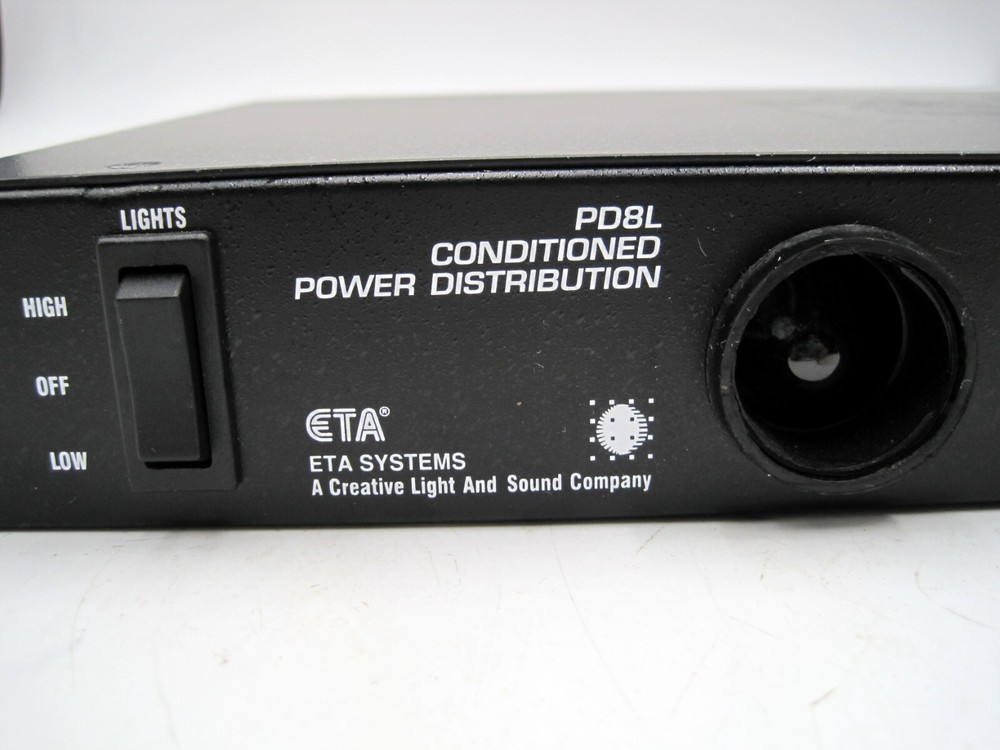 LIGHTS
HIGH
OFF
LOW
PD8L
CONDITIONED
POWER DISTRIBUTION
ETA®
ETA SYSTEMS
A Creative Light And Sound Company